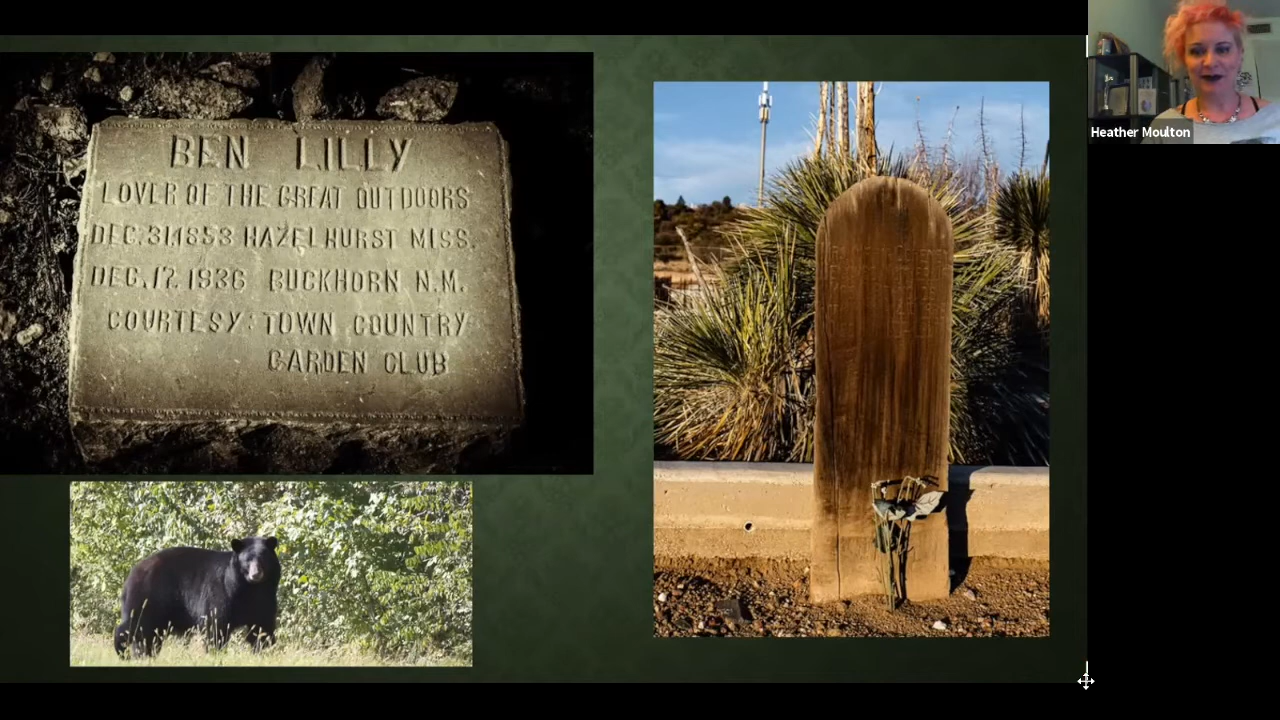 BEN LILLY
LOVER OF THE GREAT OUTDOORS
DEC.31,1853 HAZELHURST MISS.
DEC.17.1936 BUCKHORN N.M.
COURTESY: TOWN COUNTRY
GARDEN CLUB
Heather Moulton